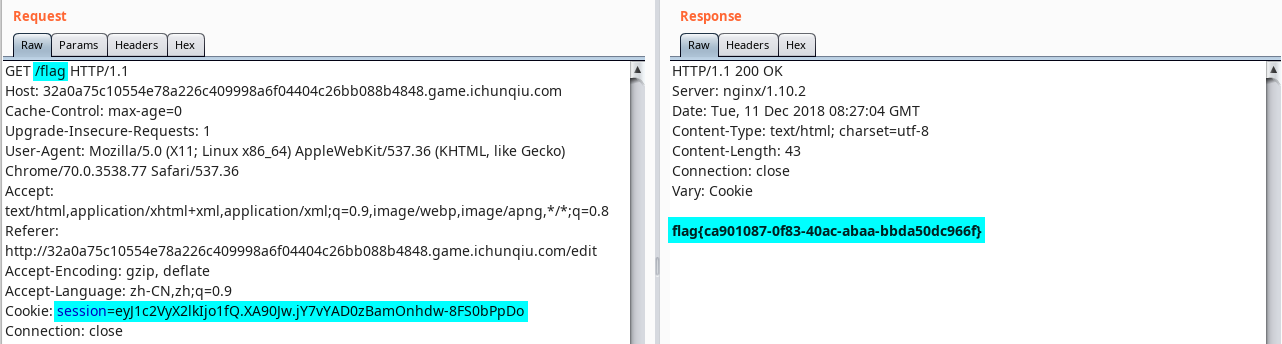 Request
Raw Params Headers Hex
GET /flag HTTP/1.1
Host: 32a0a75c10554e78a226c409998a6f04404c26bb088b4848.game.ichunqiu.com
Cache-Control: max-age=0
Upgrade-Insecure-Requests: 1
User-Agent: Mozilla/5.0 (X11; Linux x86_64) AppleWebKit/537.36 (KHTML, like Gecko)
Chrome/70.0.3538.77 Safari/537.36
Accept:
text/html,application/xhtml+xml,application/xml;q=0.9,image/webp,image/apng,*/*;q=0.8
Referer:
http://32a0a75c10554e78a226c409998a6f04404c26bb088b4848.game.ichunqiu.com/edit
Accept-Encoding: gzip, deflate
Accept-Language: zh-CN,zh;q=0.9
Cookie: session=eyJ1c2VyX2lkIjo1fQ.XA90Jw.jY7vYAD0zBamOnhdw-8FS0bPpDo
Connection: close
Response
Raw Headers Hex
HTTP/1.1 200 OK
Server: nginx/1.10.2
Date: Tue, 11 Dec 2018 08:27:04 GMT
Content-Type: text/html; charset=utf-8
Content-Length: 43
Connection: close
Vary: Cookie
flag{ca901087-0f83-40ac-abaa-bbda50dc966f}